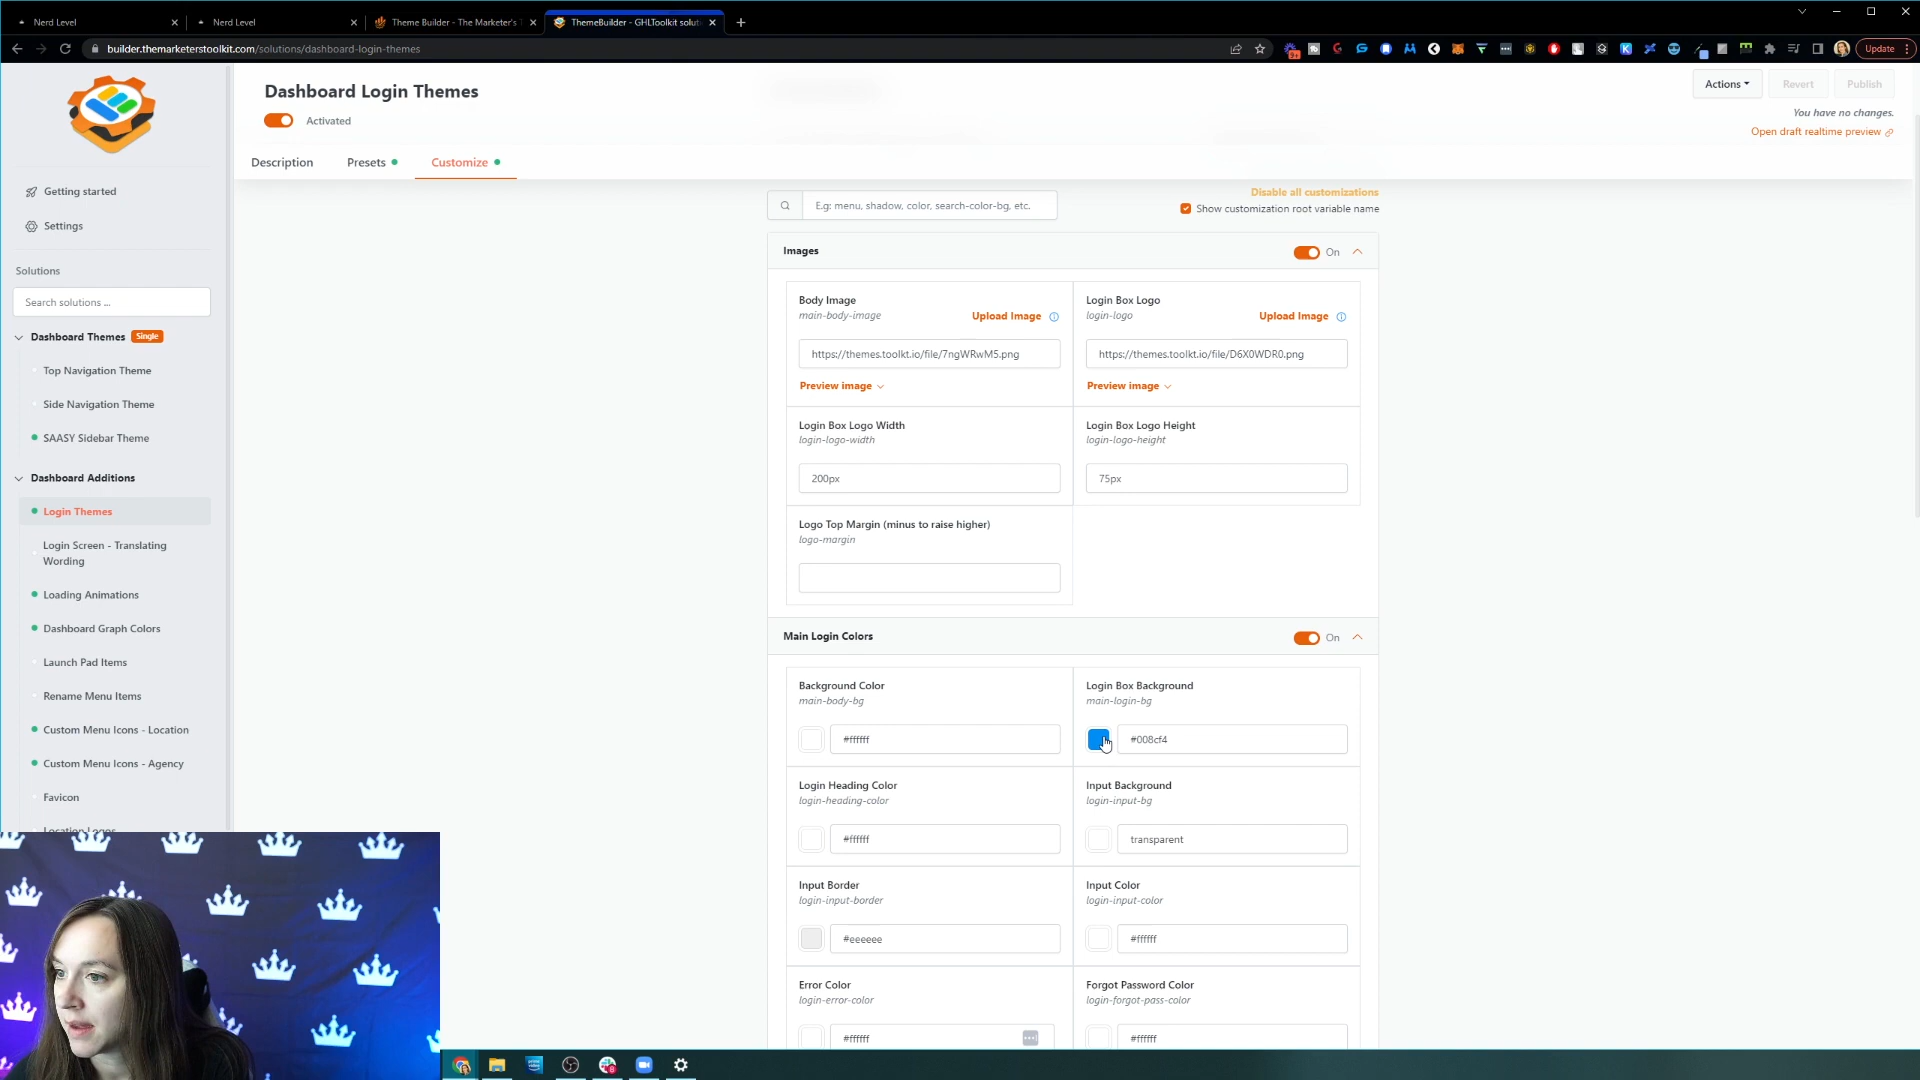 Nerd Level
Nerd Level
Theme Builder - The Marketer's T
ThemeBuilder - GHLToolkit soluti
builder.themarketerstoolkit.com/solutions/dashboard-login-themes
Update
Dashboard Login Themes
Activated
Actions
Revert
Publish
You have no changes.
Open draft realtime preview
Description
Presets
Customize
Getting started
Settings
Solutions
Search solutions ...
Dashboard Themes Single
Top Navigation Theme
Side Navigation Theme
SAASY Sidebar Theme
Dashboard Additions
Login Themes
Login Screen - Translating
Wording
Loading Animations
Dashboard Graph Colors
Launch Pad Items
Rename Menu Items
Custom Menu Icons - Location
Custom Menu Icons - Agency
Favicon
Location Logos
E.g: menu, shadow, color, search-color-bg, etc.
Disable all customizations
Show customization root variable name
Images
On
Body Image
main-body-image
Upload Image
https://themes.toolkt.io/file/7ngWRwM5.png
Preview image
Login Box Logo
login-logo
Upload Image
https://themes.toolkt.io/file/D6X0WDR0.png
Preview image
Login Box Logo Width
login-logo-width
200px
Login Box Logo Height
login-logo-height
75px
Logo Top Margin (minus to raise higher)
logo-margin
Main Login Colors
On
Background Color
main-body-bg
#ffffff
Login Box Background
main-login-bg
#008cf4
Login Heading Color
login-heading-color
#ffffff
Input Background
login-input-bg
transparent
Input Border
login-input-border
#eeeeee
Input Color
login-input-color
#ffffff
Error Color
login-error-color
#ffffff
Forgot Password Color
login-forgot-pass-color
#ffffff